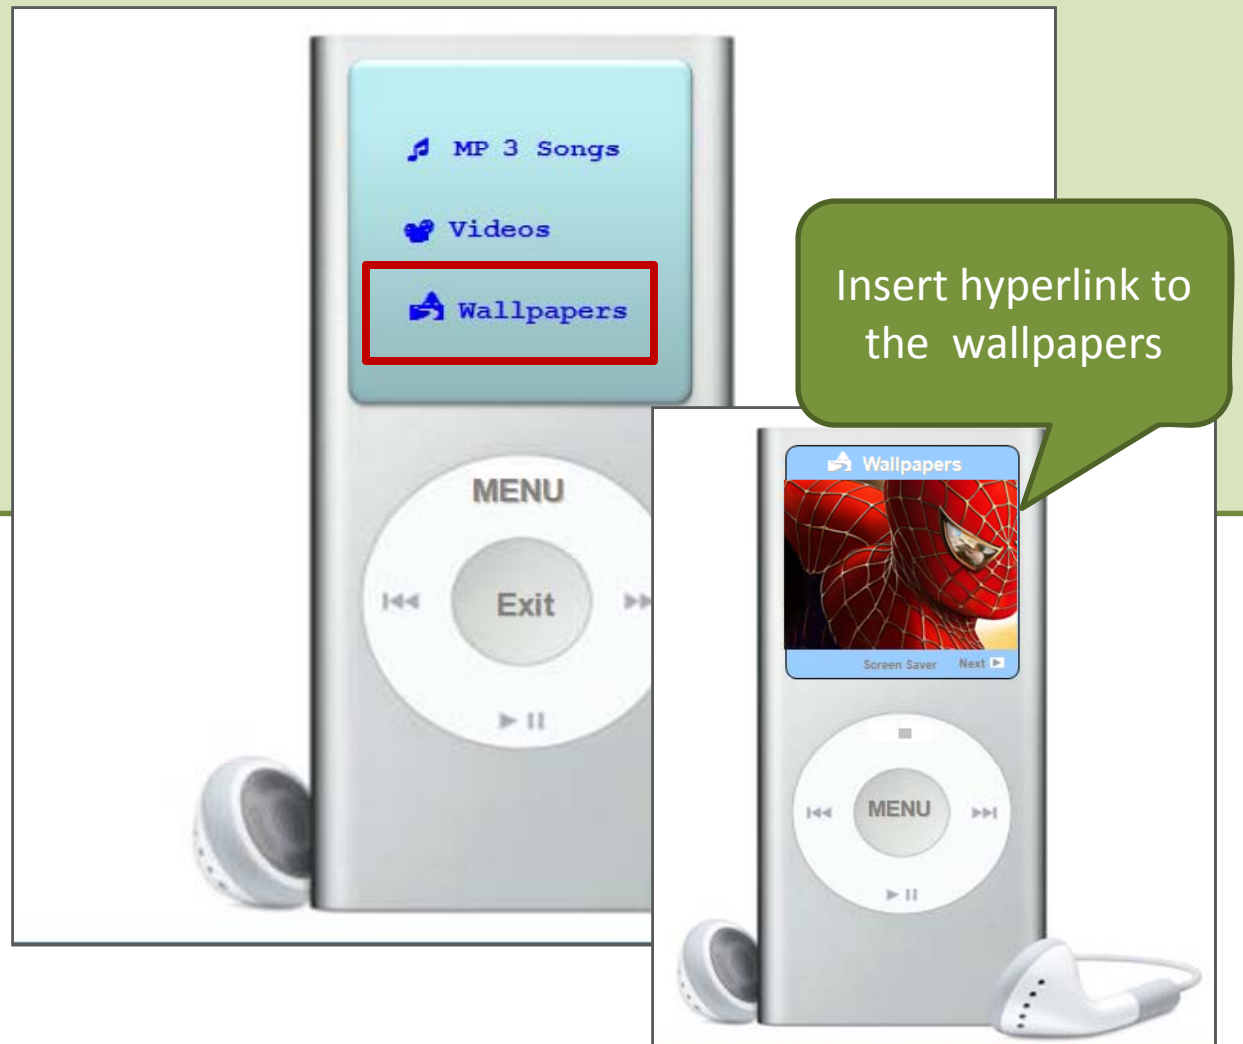 MP 3 Songs
Videos
Wallpapers
MENU
Exit
Insert hyperlink to
the wallpapers
Wallpapers
Screen Saver Next
MENU